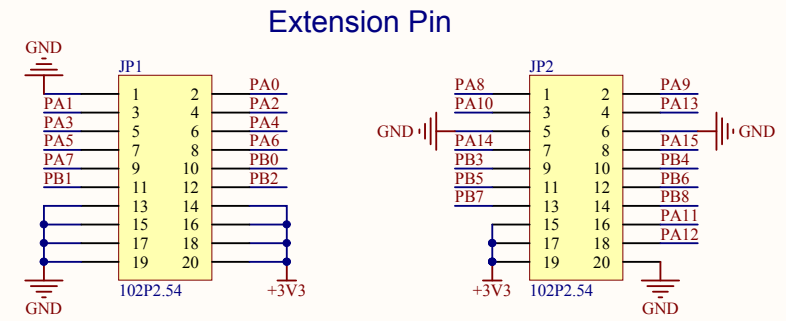 Extension Pin
GND
JP1
1 2 PA0
PA1 3 4 PA2
PA3 5 6 PA4
PA5 7 8 PA6
PA7 9 10 PB0
PB1 11 12 PB2
13 14
15 16
17 18
19 20
102P2.54
GND
+3V3
JP2
PA8 1 2 PA9
PA10 3 4 PA13
GND 5 6 GND
PA14 7 8 PA15
PB3 9 10 PB4
PB5 11 12 PB6
PB7 13 14 PB8
15 16 PA11
17 18 PA12
19 20
+3V3 102P2.54
GND